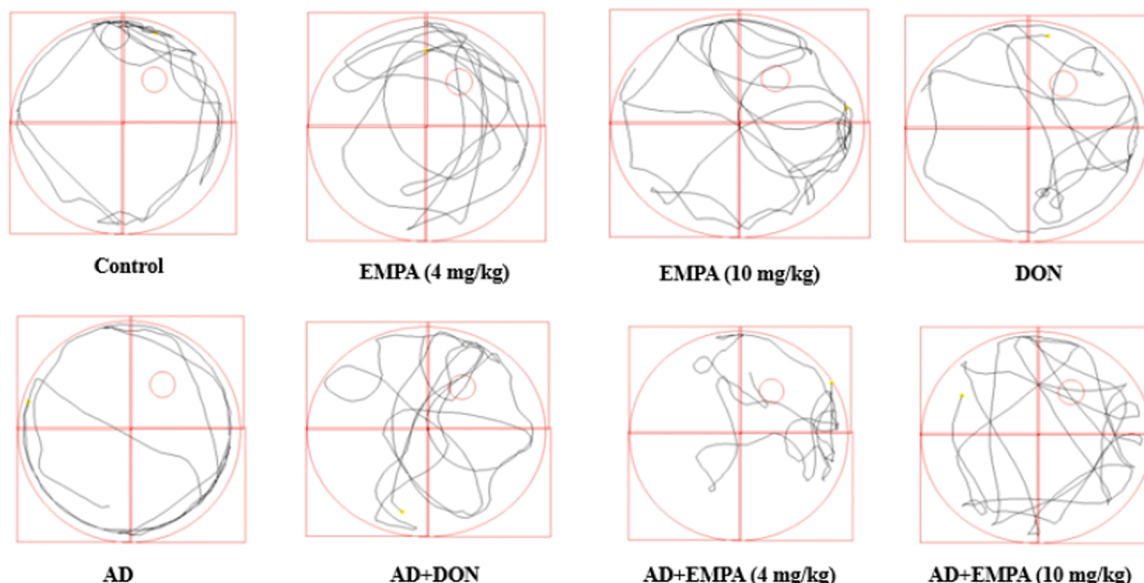 Control
EMPA (4 mg/kg)
EMPA (10 mg/kg)
DON
AD
AD+DON
AD+EMPA (4 mg/kg)
AD+EMPA (10 mg/kg)